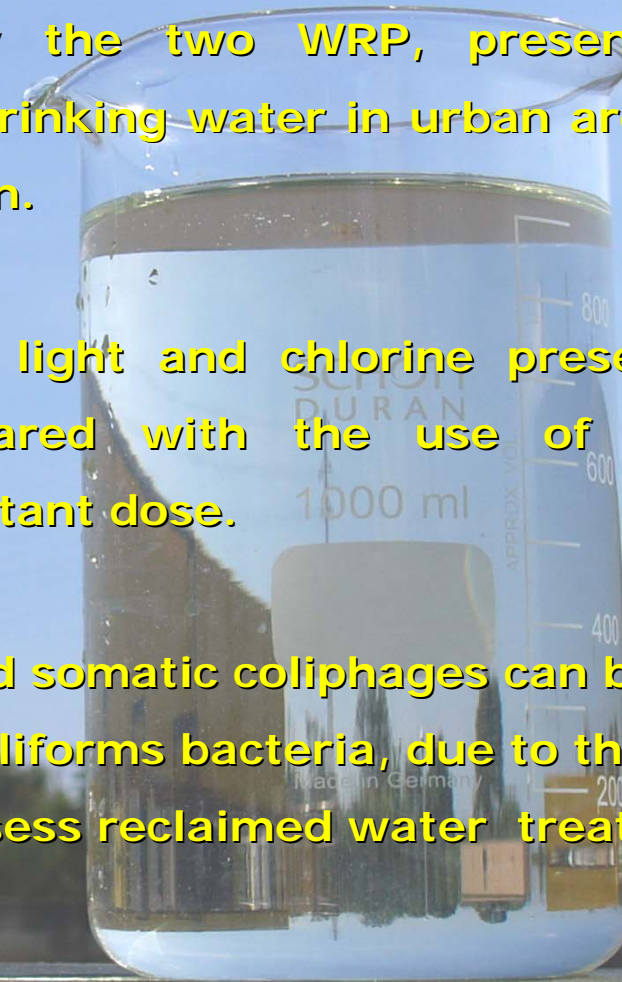 the two WRP, presen
rinking water in urban ar
n.
light and chlorine prese
ared with the use of
tant dose.
d somatic coliphages can b
liforms bacteria, due to th
sess reclaimed water treat
SCHOTT
DURAN
1000 ml
APPROX VOL
Made in Germany
800
600
400
200